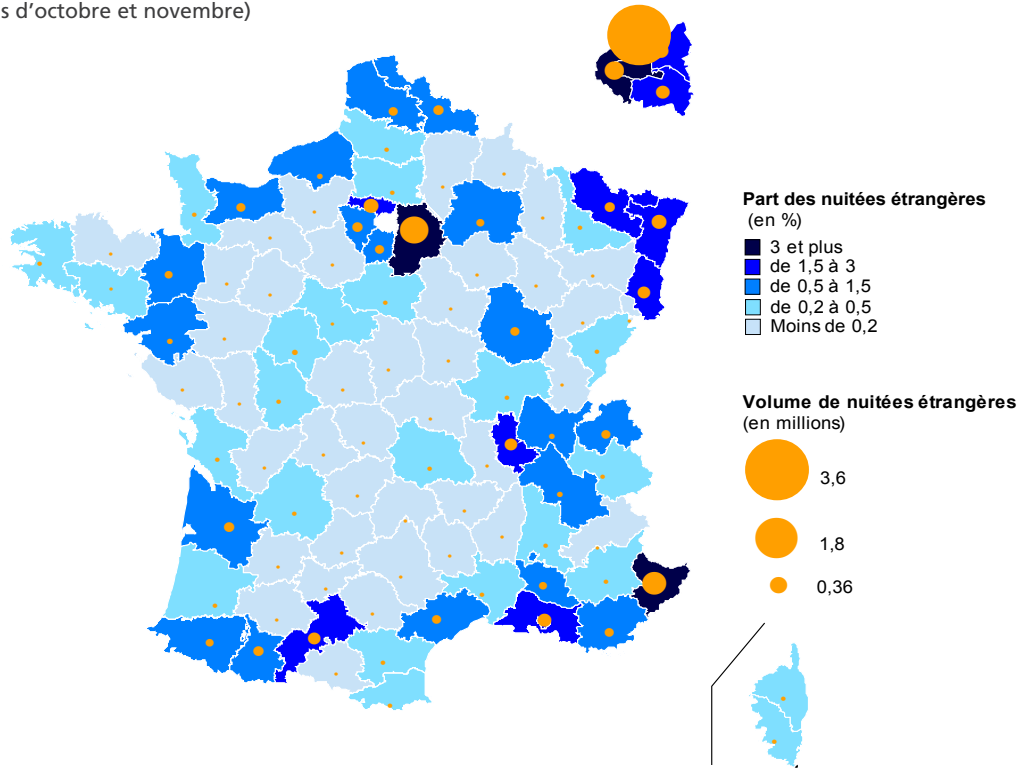 s d’octobre et novembre)
Part des nuitées étrangères
(en %)
3 et plus
de 1,5 à 3
de 0,5 à 1,5
de 0,2 à 0,5
Moins de 0,2
Volume de nuitées étrangères
(en millions)
3,6
1,8
0,36